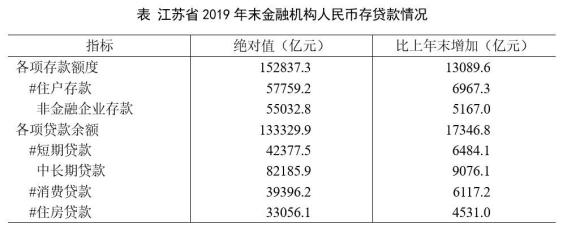 表 江苏省 2019 年末金融机构人民币存贷款情况
指标 绝对值（亿元） 比上年末增加（亿元）
各项存款额度 152837.3 13089.6
#住户存款 57759.2 6967.3
非金融企业存款 55032.8 5167.0
各项贷款余额 133329.9 17346.8
#短期贷款 42377.5 6484.1
中长期贷款 82185.9 9076.1
#消费贷款 39396.2 6117.2
#住房贷款 33056.1 4531.0